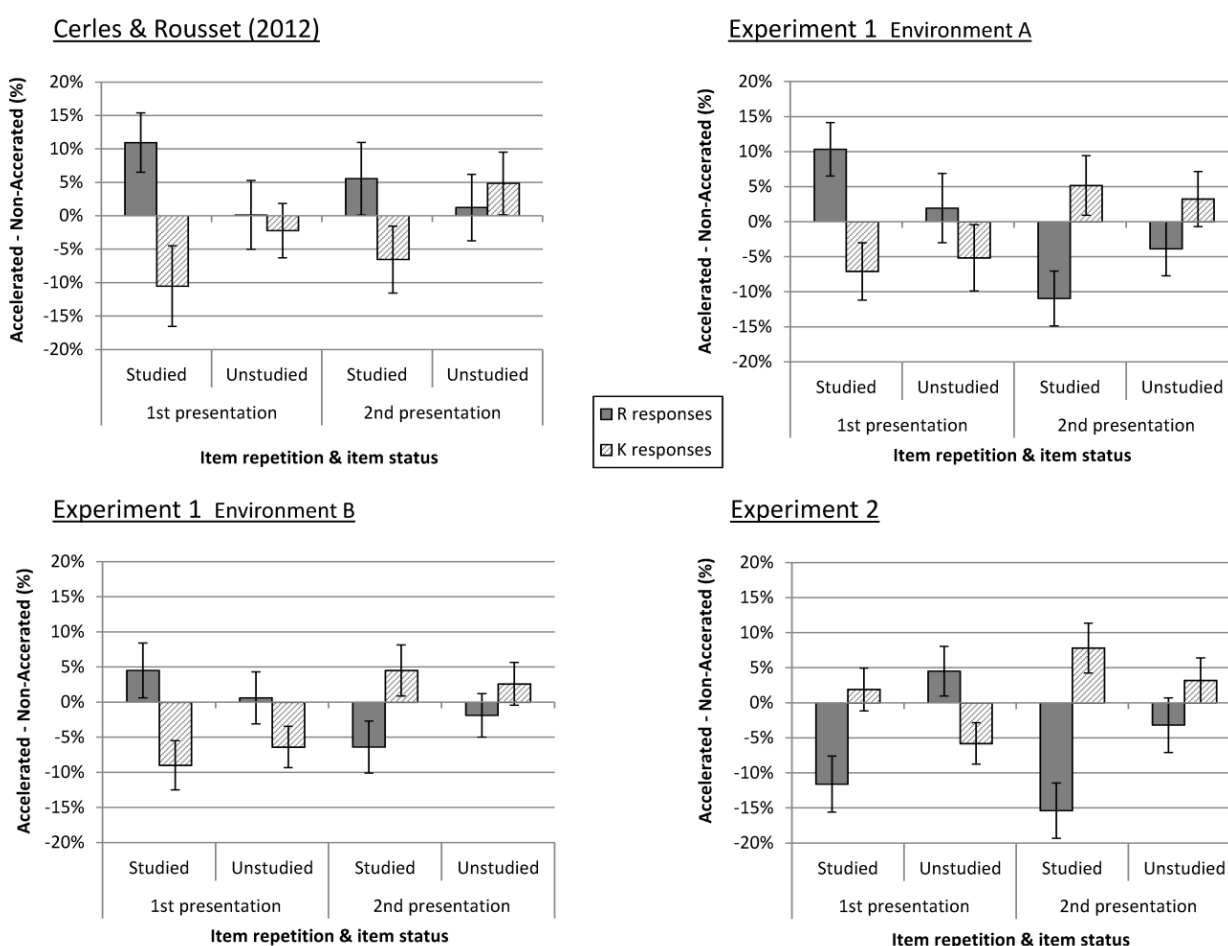 Cerles & Rousset (2012)
Accelerated - Non-Accerated (%)
20%
15%
10%
5%
0%
-5%
-10%
-15%
-20%
Studied Unstudied Studied Unstudied
1st presentation 2nd presentation
Item repetition & item status
Experiment 1 Environment A
Accelerated - Non-Accerated (%)
20%
15%
10%
5%
0%
-5%
-10%
-15%
-20%
Studied Unstudied Studied Unstudied
1st presentation 2nd presentation
Item repetition & item status
R responses
K responses
Experiment 1 Environment B
Accelerated - Non-Accerated (%)
20%
15%
10%
5%
0%
-5%
-10%
-15%
-20%
Studied Unstudied Studied Unstudied
1st presentation 2nd presentation
Item repetition & item status
Experiment 2
Accelerated - Non-Accerated (%)
20%
15%
10%
5%
0%
-5%
-10%
-15%
-20%
Studied Unstudied Studied Unstudied
1st presentation 2nd presentation
Item repetition & item status